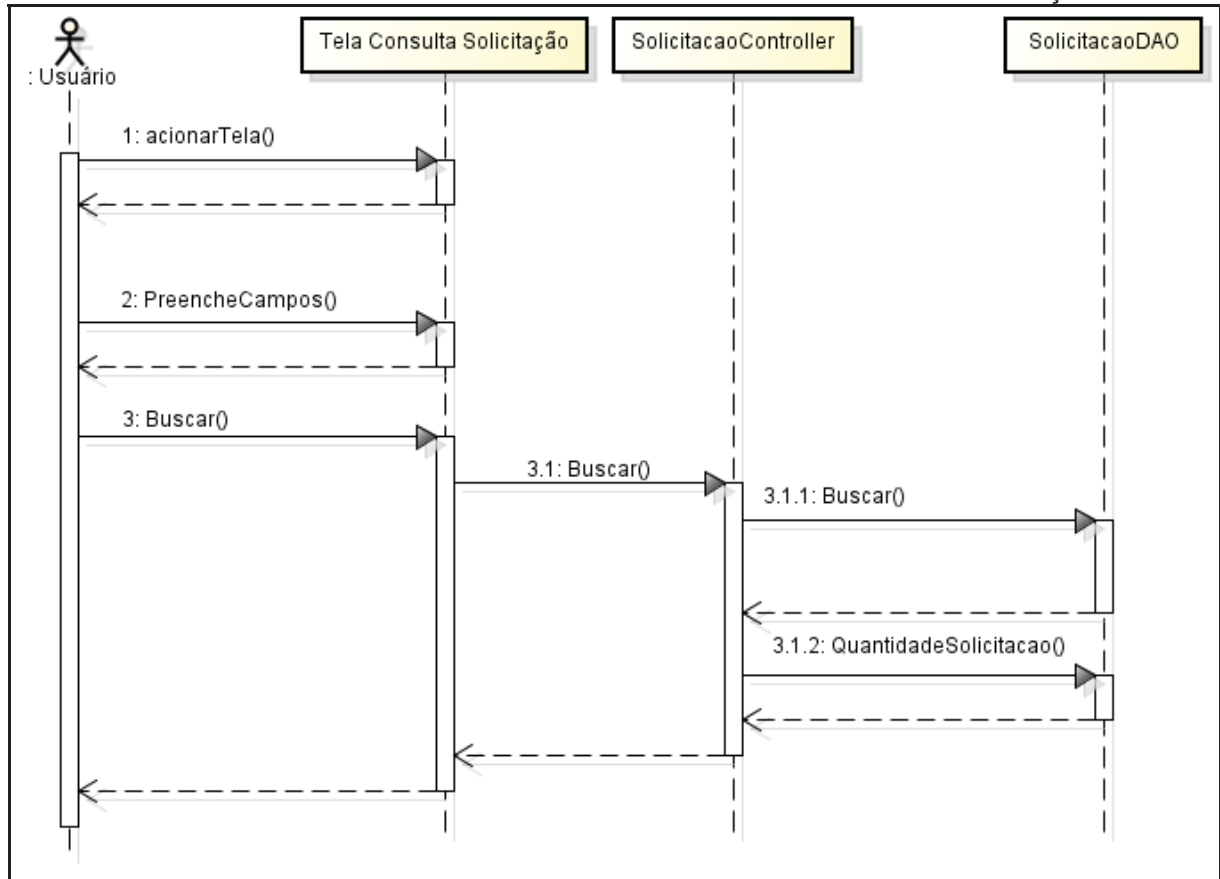 Tela Consulta Solicitação
SolicitacaoController
SolicitacaoDAO
: Usuário
1: acionarTela()
2: PreencheCampos()
3: Buscar()
3.1: Buscar()
3.1.1: Buscar()
3.1.2: QuantidadeSolicitacao()